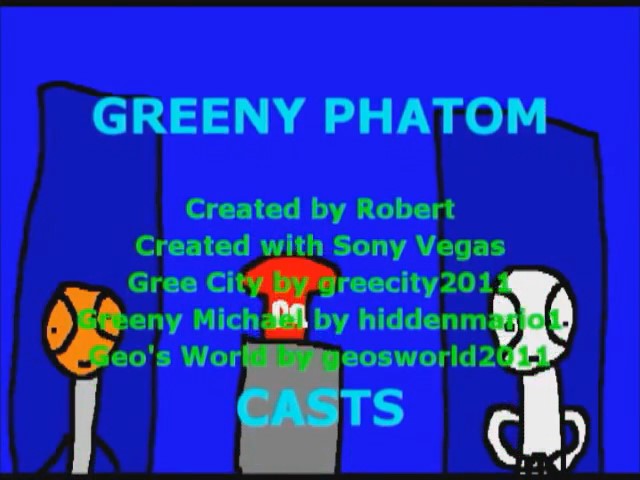 GREENY PHATOM
Created by Robert
Created with Sony Vegas
Gree City by greecity2011
Greeny Michael by hiddenmario1
Geo's World by geosworld2011
CASTS